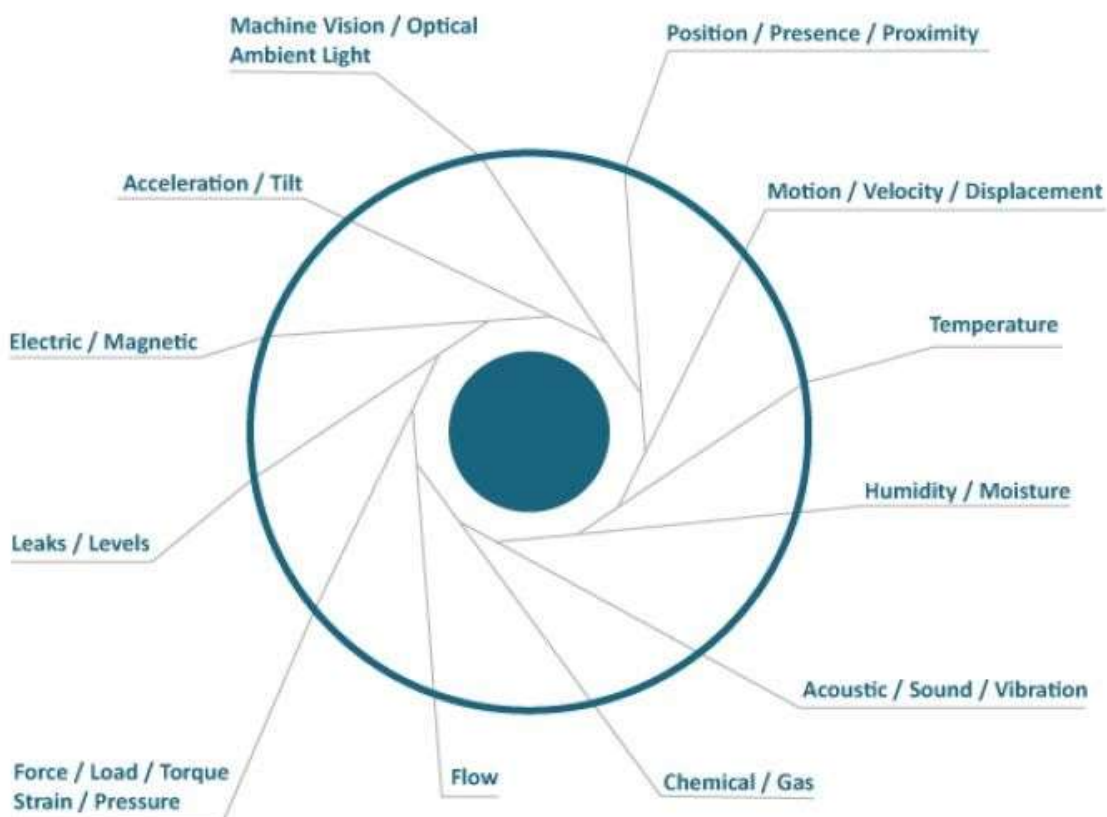 Machine Vision / Optical
Ambient Light
Position / Presence / Proximity
Acceleration / Tilt
Motion / Velocity / Displacement
Electric / Magnetic
Temperature
Leaks / Levels
Humidity / Moisture
Acoustic / Sound / Vibration
Force / Load / Torque
Strain / Pressure
Flow
Chemical / Gas